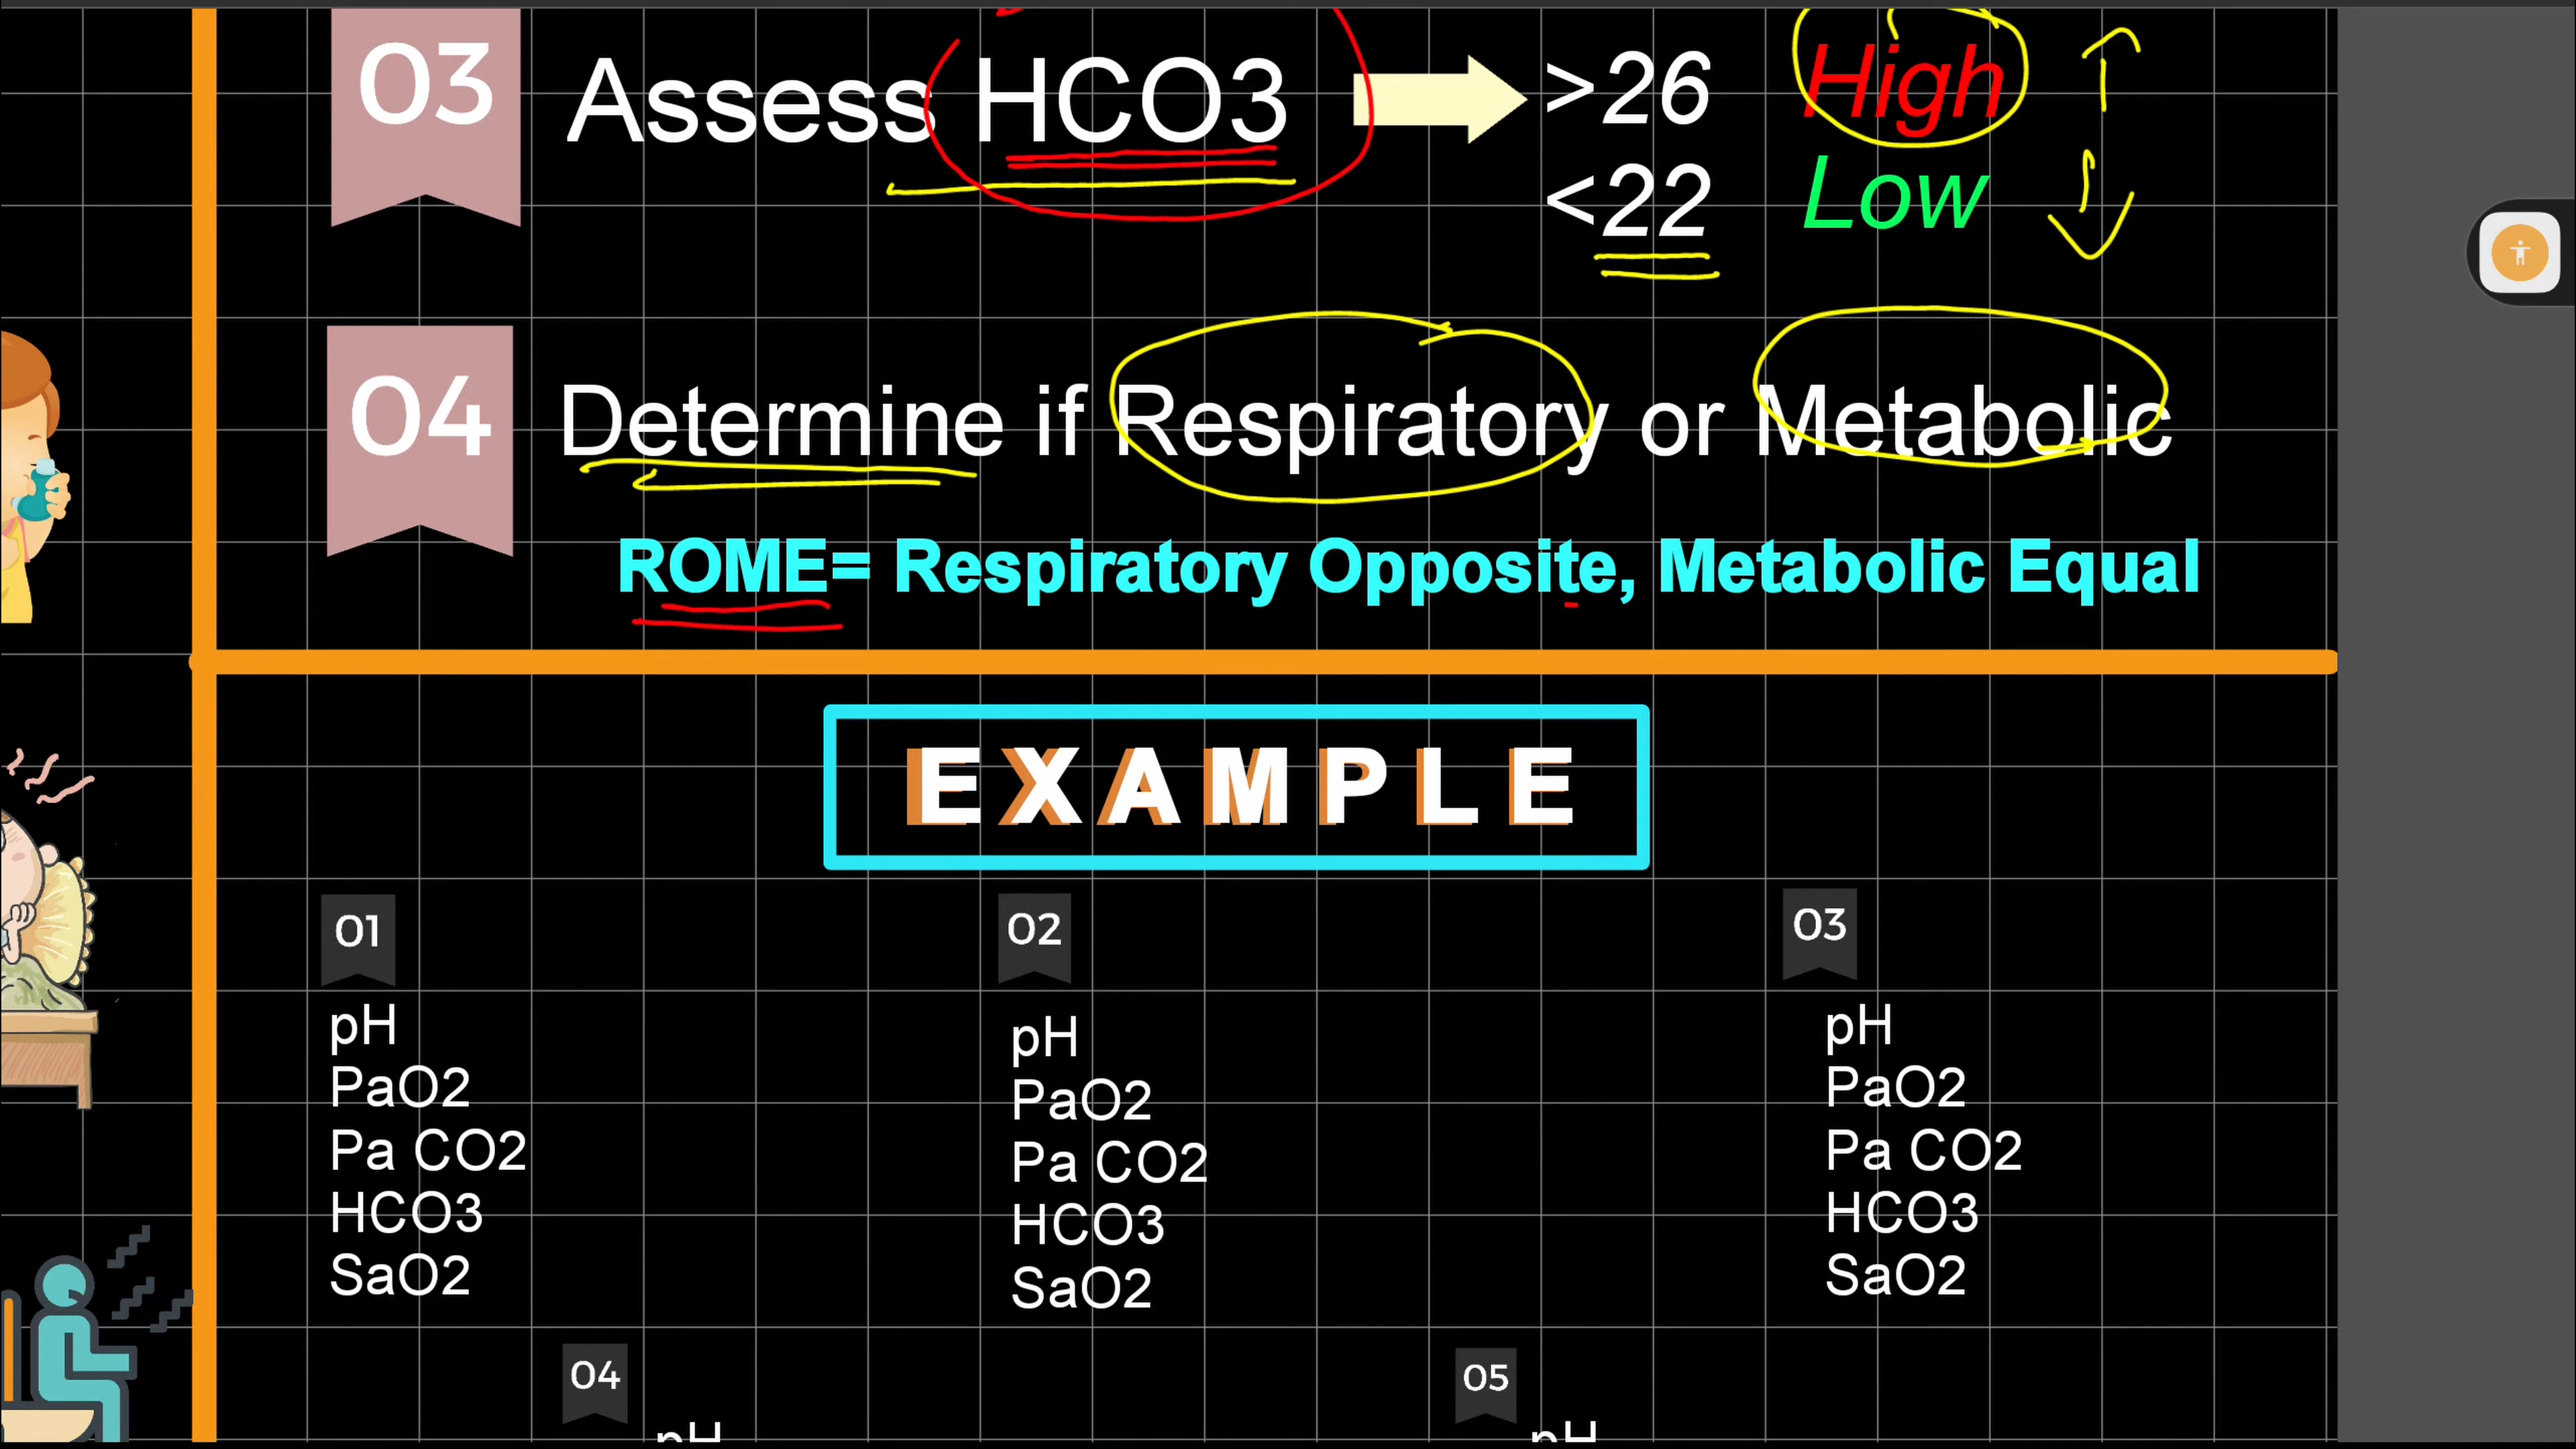 03
Assess HCO3
>26 High
<22 Low
04
Determine if Respiratory or Metabolic
ROME= Respiratory Opposite, Metabolic Equal
EXAMPLE
01
pH
PaO2
Pa CO2
HCO3
SaO2
02
pH
PaO2
Pa CO2
HCO3
SaO2
03
pH
PaO2
Pa CO2
HCO3
SaO2
04
pH
05
pH